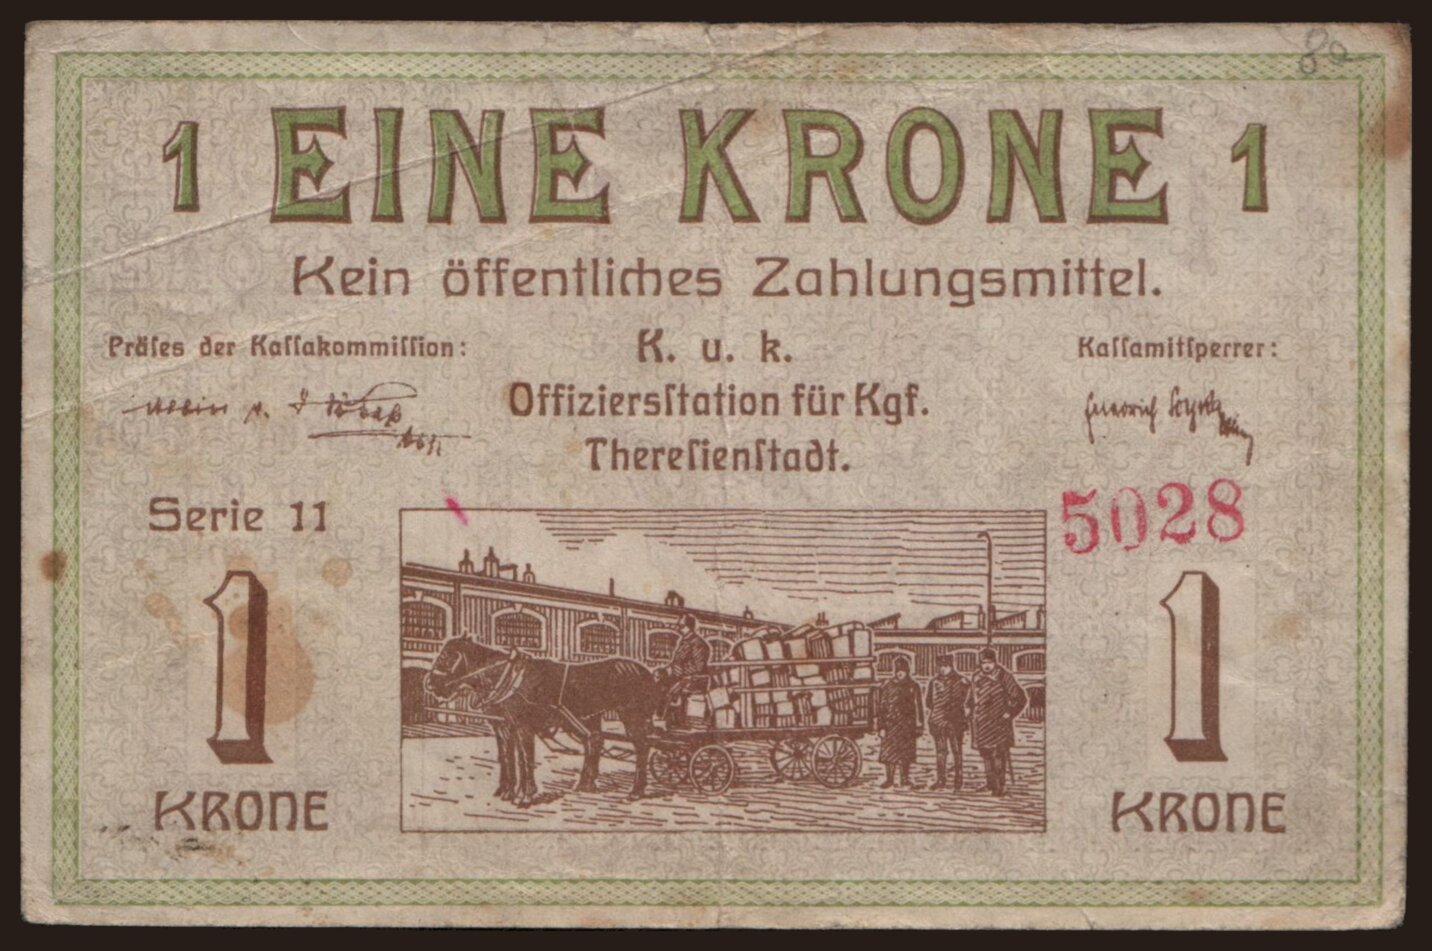 80
1 EINE KRONE 1
Kein öffentliches Zahlungsmittel.
Präſes der Kaſſakommiſſion:
K. u. k.
Offiziersſtation für Kgf.
Thereſienſtadt.
Kaſſamitſperrer:
Serie 11
5028
1
KRONE
1
KRONE